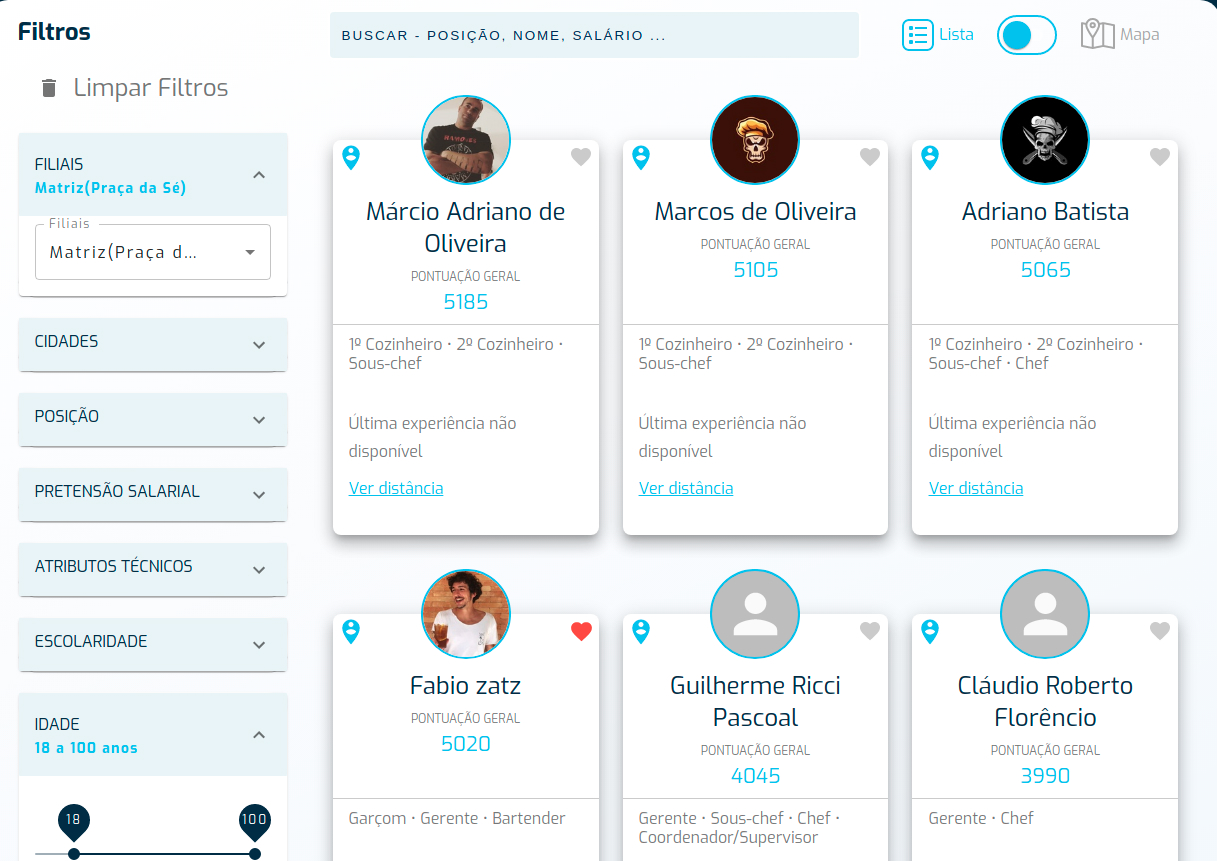 Filtros
Limpar Filtros
FILIAIS
Matriz(Praça da Sé)
Filiais
Matriz(Praça d...
CIDADES
POSIÇÃO
PRETENSÃO SALARIAL
ATRIBUTOS TÉCNICOS
ESCOLARIDADE
IDADE
18 a 100 anos
18
100
BUSCAR - POSIÇÃO, NOME, SALÁRIO ...
Lista
Mapa
Márcio Adriano de
Oliveira
PONTUAÇÃO GERAL
5185
1º Cozinheiro • 2º Cozinheiro •
Sous-chef
Última experiência não
disponível
Ver distância
Marcos de Oliveira
PONTUAÇÃO GERAL
5105
1º Cozinheiro • 2º Cozinheiro •
Sous-chef
Última experiência não
disponível
Ver distância
Adriano Batista
PONTUAÇÃO GERAL
5065
1º Cozinheiro • 2º Cozinheiro •
Sous-chef • Chef
Última experiência não
disponível
Ver distância
Fabio zatz
PONTUAÇÃO GERAL
5020
Garçom • Gerente • Bartender
Guilherme Ricci
Pascoal
PONTUAÇÃO GERAL
4045
Gerente • Sous-chef • Chef •
Coordenador/Supervisor
Cláudio Roberto
Florêncio
PONTUAÇÃO GERAL
3990
Gerente • Chef